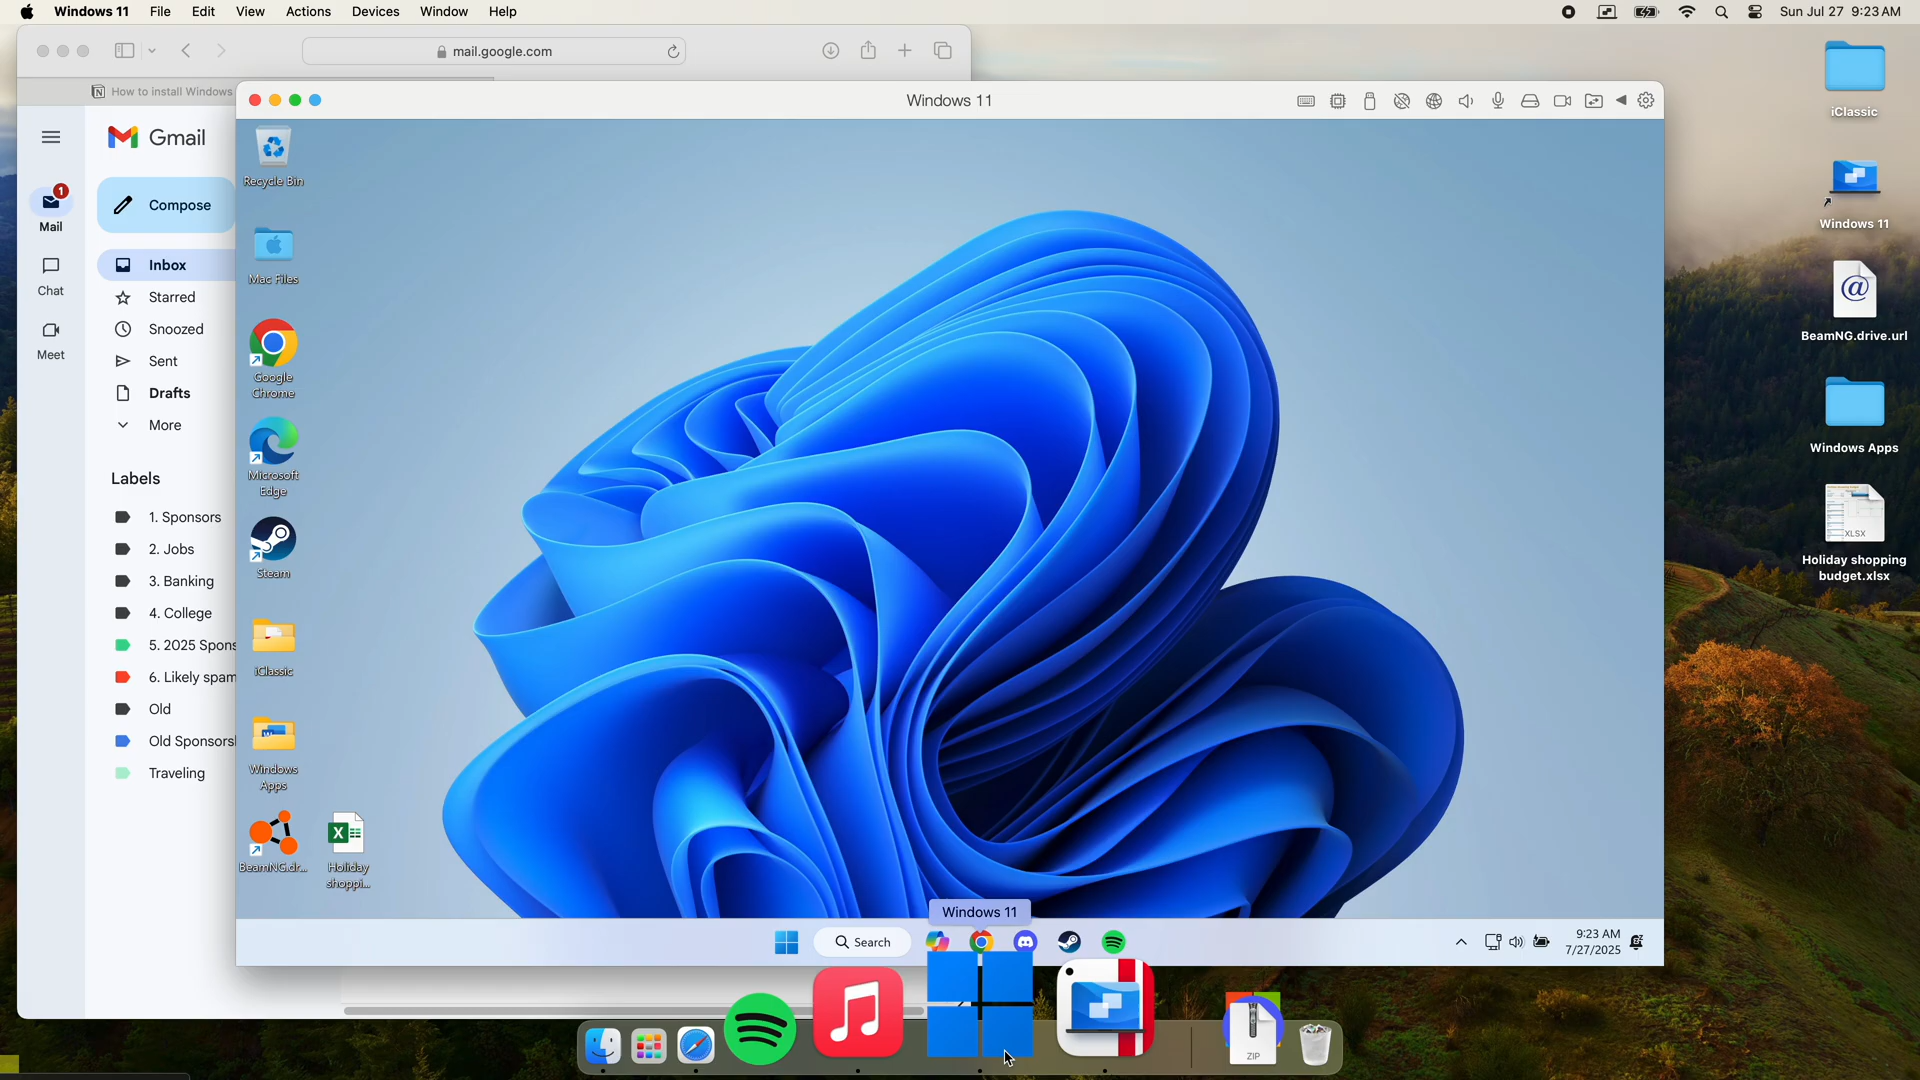 Windows 11 File Edit View Actions Devices Window Help
Sun Jul 27 9:23 AM
mail.google.com
How to install Windows
Windows 11
Gmail
1
Mail
Compose
Chat
Meet
Inbox
Starred
Snoozed
Sent
Drafts
More
Labels
1. Sponsors
2. Jobs
3. Banking
4. College
5. 2025 Spons
6. Likely spam
Old
Old Sponsors
Traveling
Recycle Bin
Mac Files
Google
Chrome
Microsoft
Edge
Steam
iClassic
Windows
Apps
BeamNG.dr...
Holiday
shoppi...
Windows 11
Search
9:23 AM
7/27/2025
ZIP
iClassic
Windows 11
@
BeamNG.drive.url
Windows Apps
XLSX
Holiday shopping
budget.xlsx